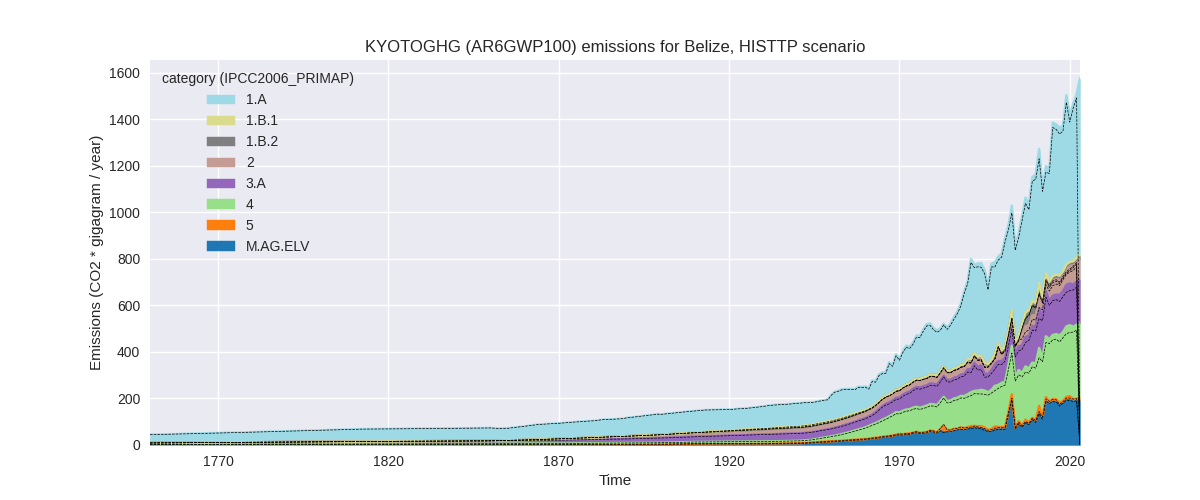 KYOTOGHG (AR6GWP100) emissions for Belize, HISTTP scenario
Emissions (CO2 * gigagram / year)
1600
1400
1200
1000
800
600
400
200
0
category (IPCC2006_PRIMAP)
1.A
1.B.1
1.B.2
2
3.A
4
5
M.AG.ELV
1770
1820
1870
1920
1970
2020
Time